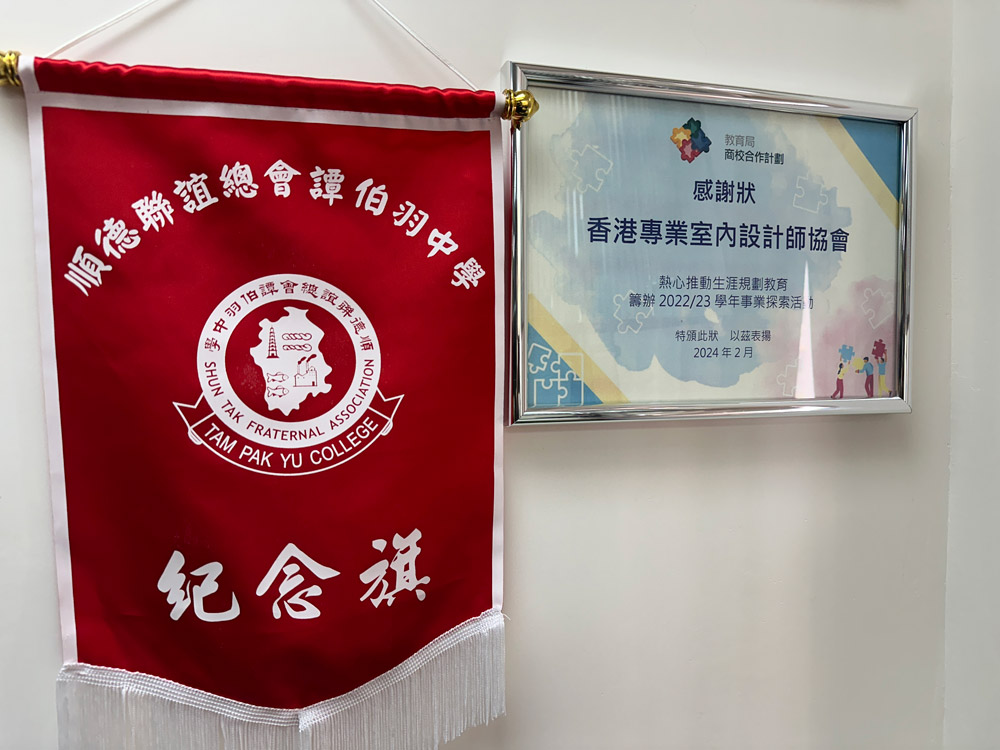 順德聯誼總會譚伯羽中學
順德聯誼總會譚伯羽中學
SHUN TAK FRATERNAL ASSOCIATION
TAM PAK YU COLLEGE
紀念旗
教育局
商校合作計劃
感謝狀
香港專業室內設計師協會
熱心推動生涯規劃教育
籌辦 2022/23 學年事業探索活動
特頒此狀 以茲表揚
2024 年 2 月